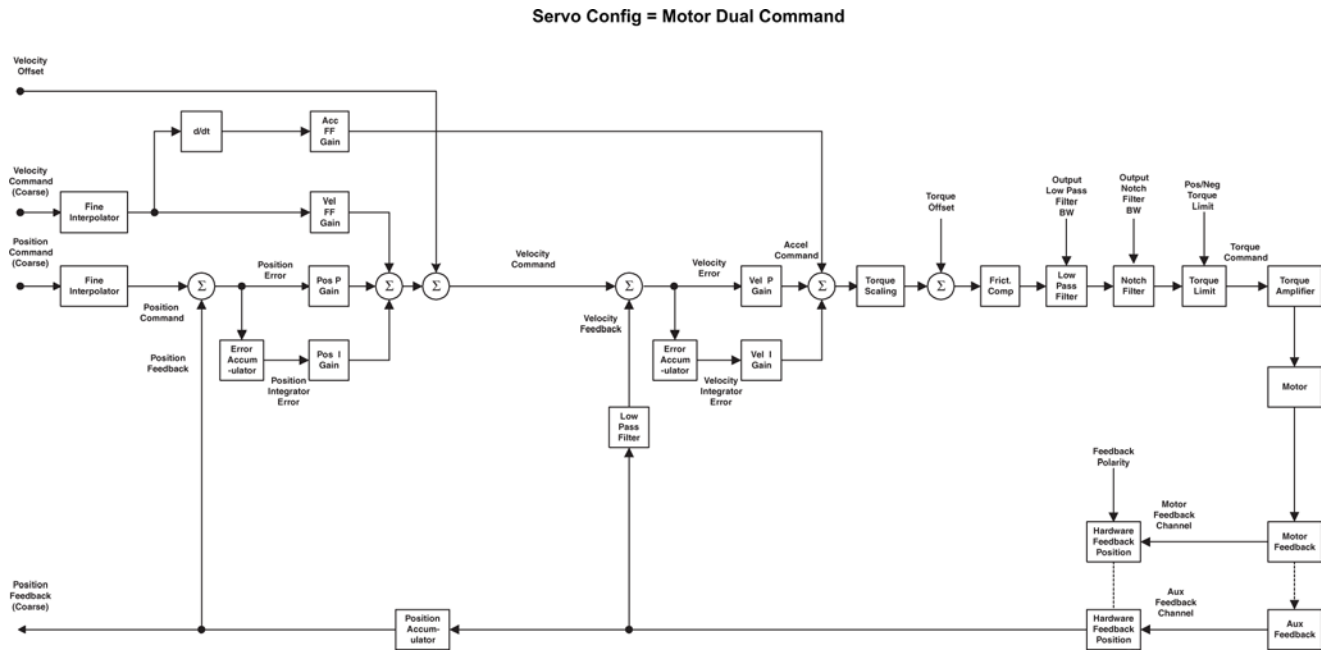 Servo Config = Motor Dual Command
Velocity
Offset
d/dt
Acc
FF
Gain
Velocity
Command
(Coarse)
Fine
Interpolator
Vel
FF
Gain
Torque
Offset
Output
Low Pass
Filter
BW
Output
Notch
Filter
BW
Pos/Neg
Torque
Limit
Position
Command
(Coarse)
Fine
Interpolator
Position
Command
Σ
Position Error
Pos P
Gain
Σ
Σ
Velocity
Command
Σ
Velocity
Error
Vel P
Gain
Accel
Command
Σ
Torque
Scaling
Σ
Frict.
Comp
Low
Pass
Filter
Notch
Filter
Torque
Limit
Torque
Command
Torque
Amplifier
Position
Feedback
Error
Accum-
-ulator
Position
Integrator
Error
Pos I
Gain
Velocity
Feedback
Error
Accum-
-ulator
Velocity
Integrator
Error
Vel I
Gain
Motor
Low
Pass
Filter
Feedback
Polarity
Hardware
Feedback
Position
Motor
Feedback
Channel
Motor
Feedback
Position
Feedback
(Coarse)
Position
Accum-
ulator
Hardware
Feedback
Position
Aux
Feedback
Channel
Aux
Feedback